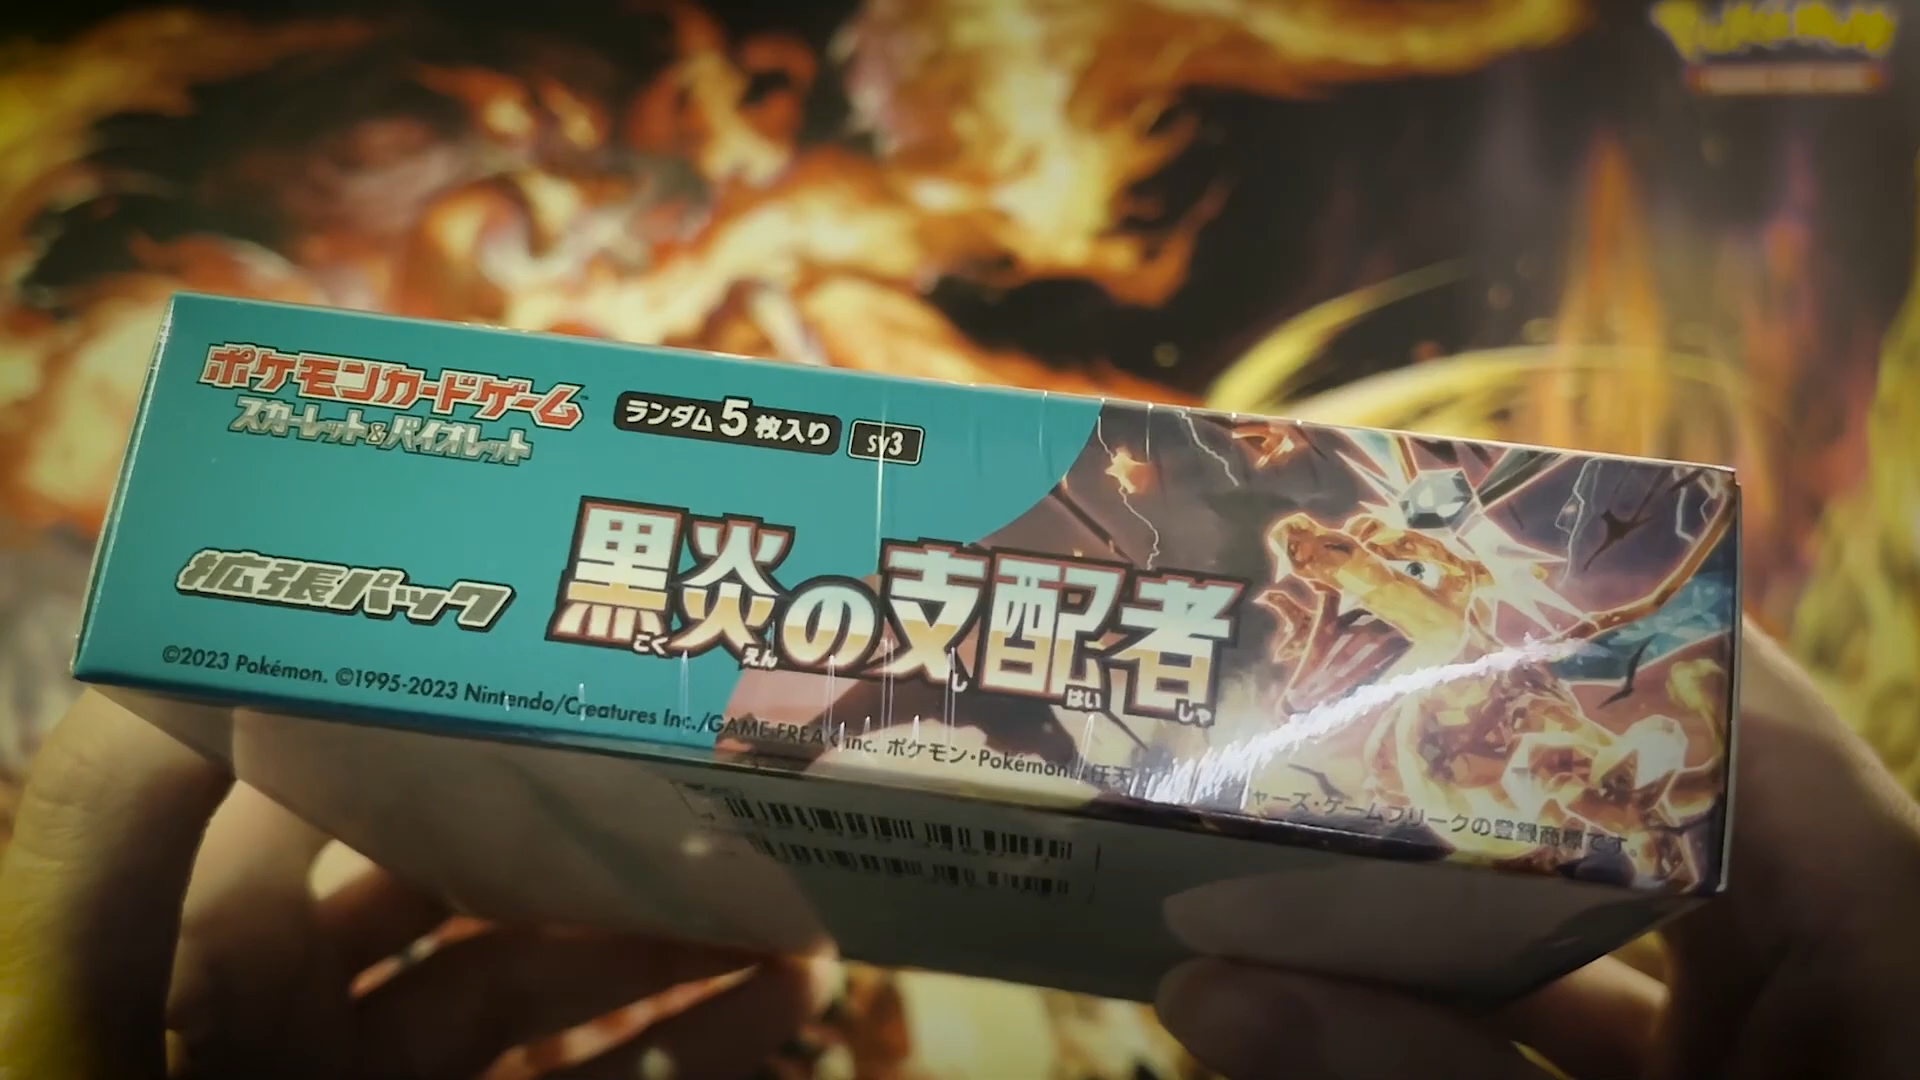 Pokémon
ポケモンカードゲーム
スカーレット&バイオレット
ランダム5枚入り sv3
拡張パック
黒炎の支配者
こくえん し はい しゃ
©2023 Pokémon. ©1995-2023 Nintendo/Creatures Inc./GAME FREAK inc. ポケモン・Pokémon ャーズ・ゲームフリークの登録商標です。